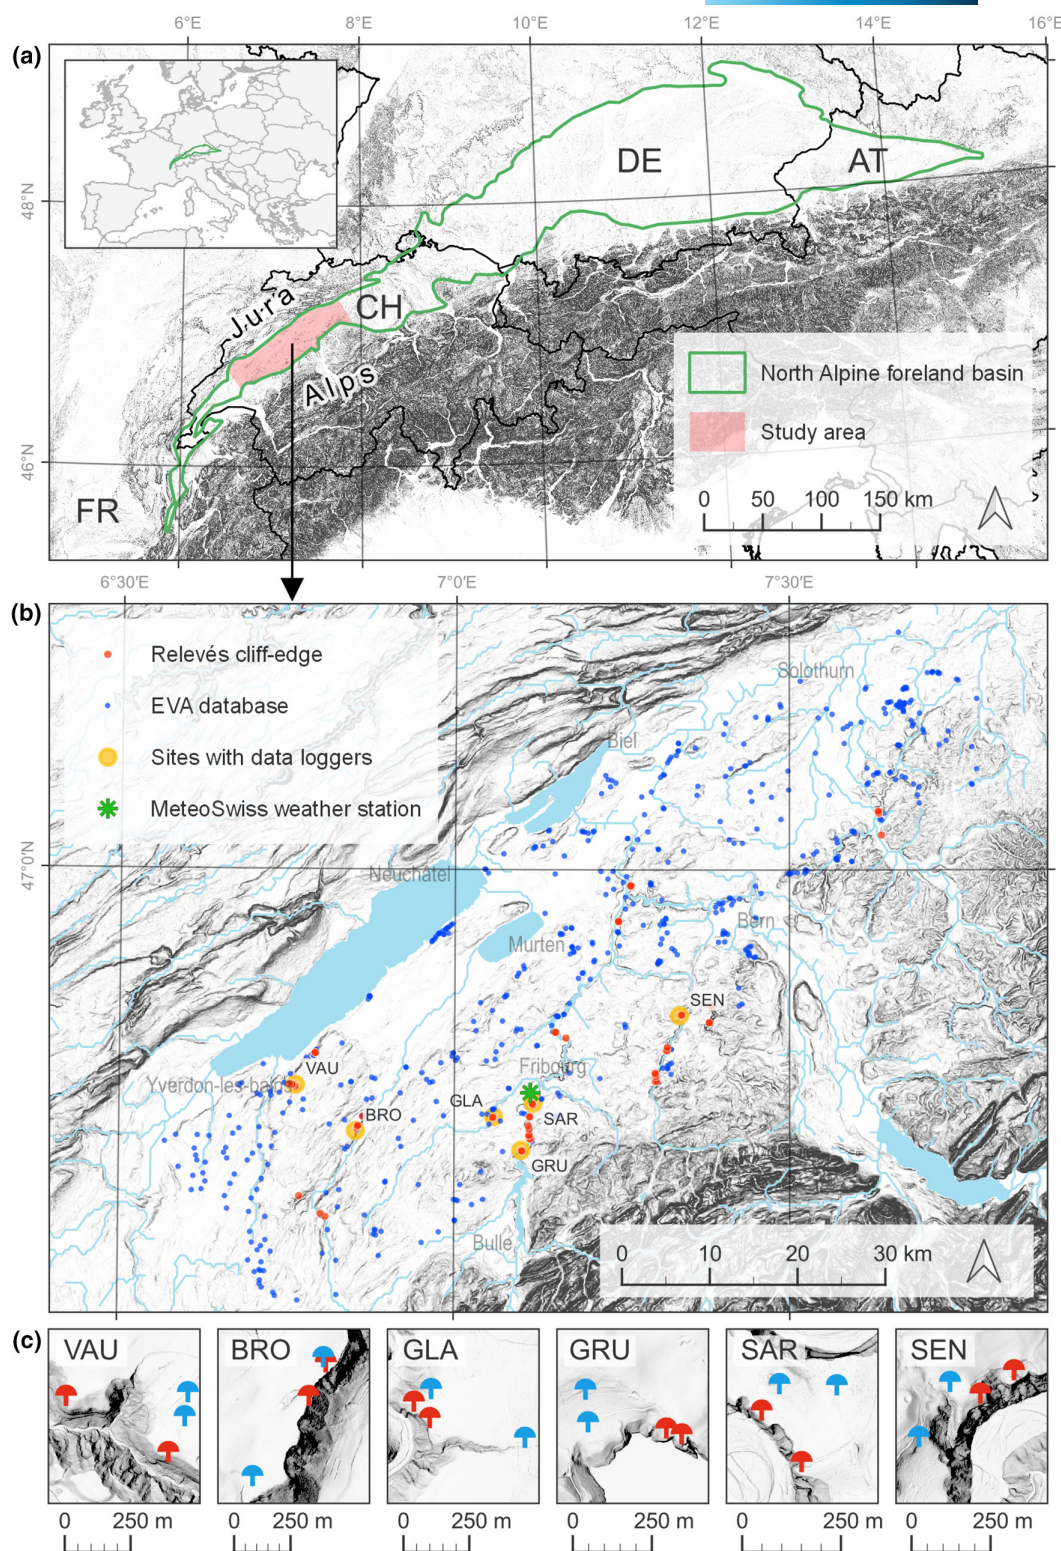 6°E 8°E 10°E 12°E 14°E 16°E
(a)
48°N
46°N
DE
AT
CH
FR
Jura
Alps
North Alpine foreland basin
Study area
0 50 100 150 km
6°30'E 7°0'E 7°30'E
(b)
47°0'N
Relevés cliff-edge
EVA database
Sites with data loggers
MeteoSwiss weather station
Solothurn
Biel
Neuchâtel
Bern
Murten
SEN
Fribourg
VAU
Yverdon-les-bains
GLA
BRO
SAR
GRU
Bulle
0 10 20 30 km
(c)
VAU BRO GLA GRU SAR SEN
0 250 m 0 250 m 0 250 m 0 250 m 0 250 m 0 250 m